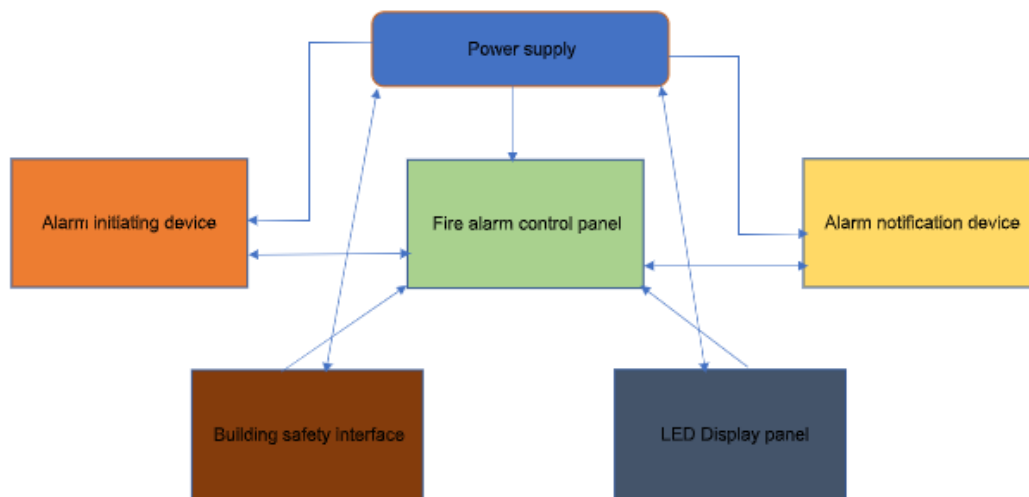 Power supply
Alarm initiating device
Fire alarm control panel
Alarm notification device
Building safety interface
LED Display panel